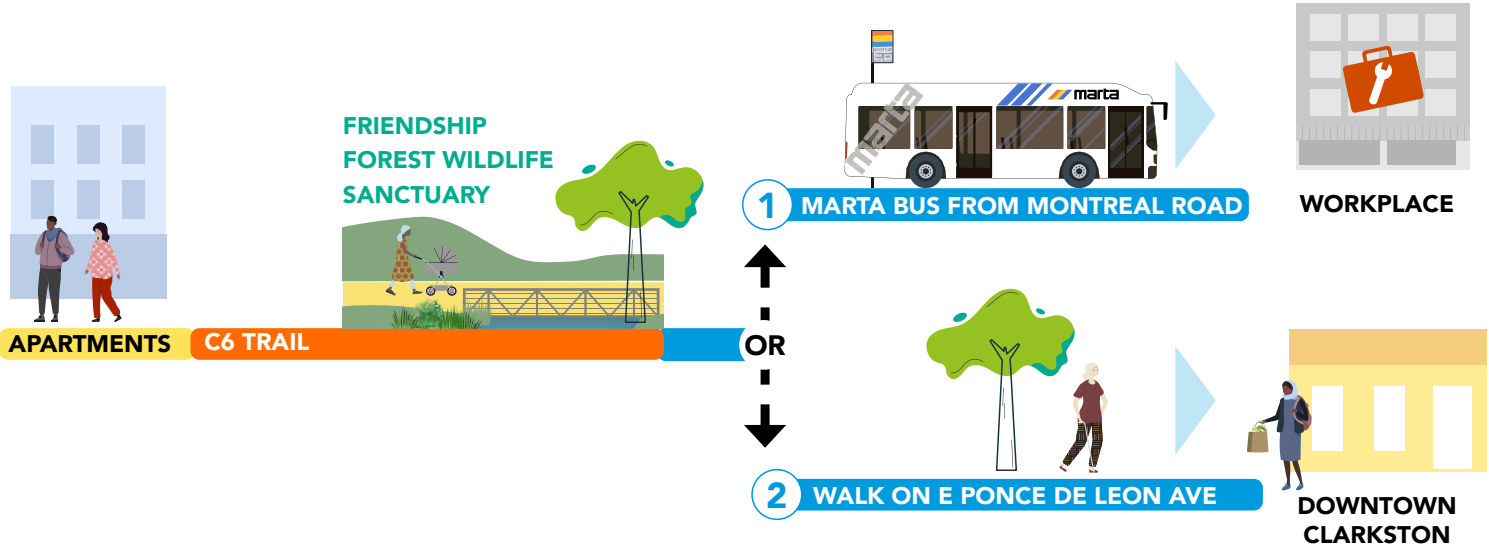 FRIENDSHIP
FOREST WILDLIFE
SANCTUARY
APARTMENTS
C6 TRAIL
OR
marta
marta
1 MARTA BUS FROM MONTREAL ROAD
WORKPLACE
2 WALK ON E PONCE DE LEON AVE
DOWNTOWN
CLARKSTON